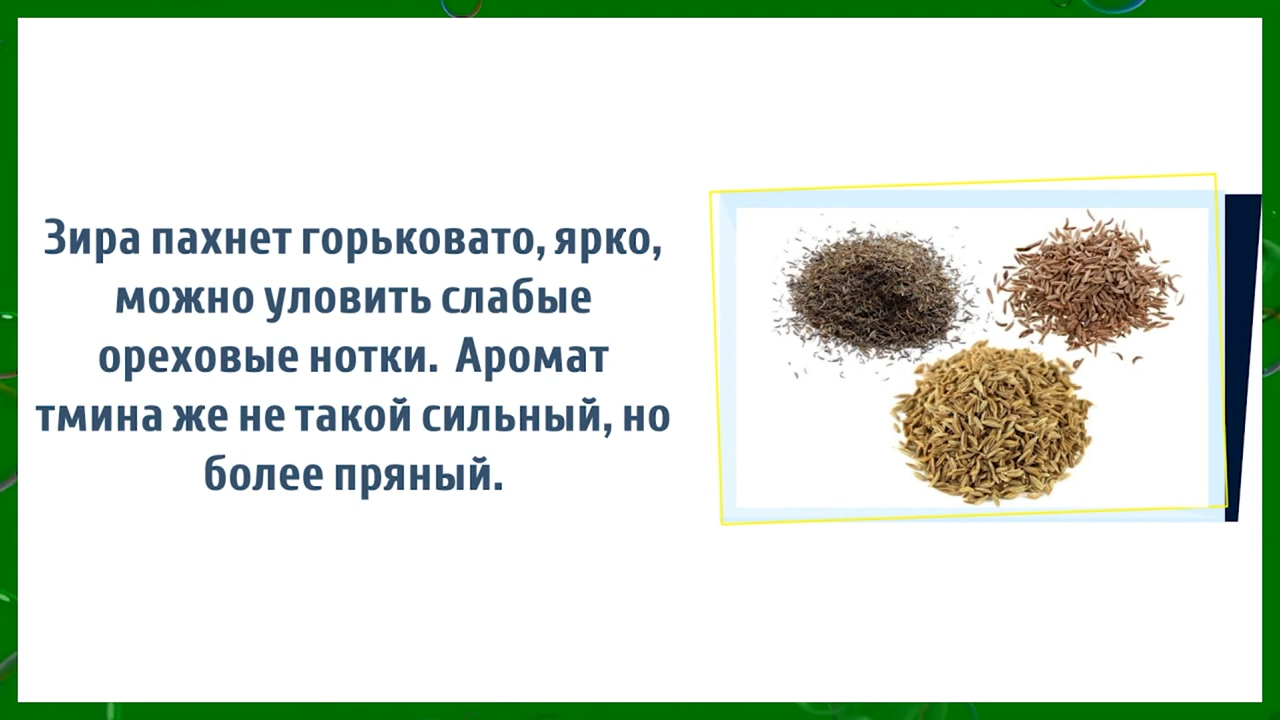 Зира пахнет горьковато, ярко,
можно уловить слабые
ореховые нотки. Аромат
тмина же не такой сильный, но
более пряный.